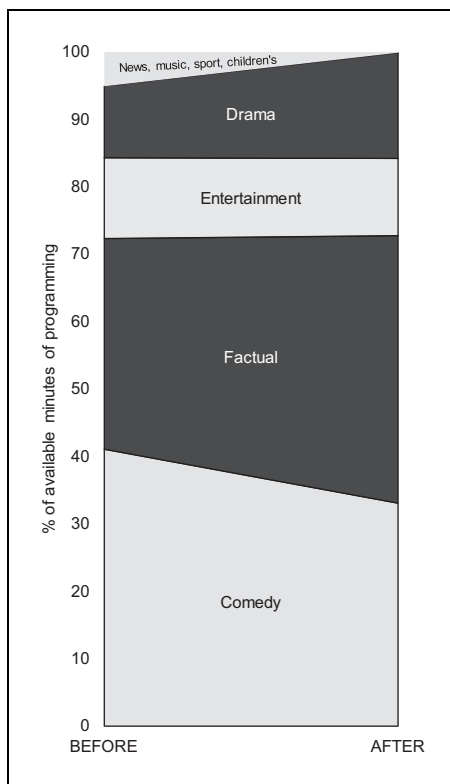 % of available minutes of programming
100
90
80
70
60
50
40
30
20
10
0
News, music, sport, children's
Drama
Entertainment
Factual
Comedy
BEFORE
AFTER